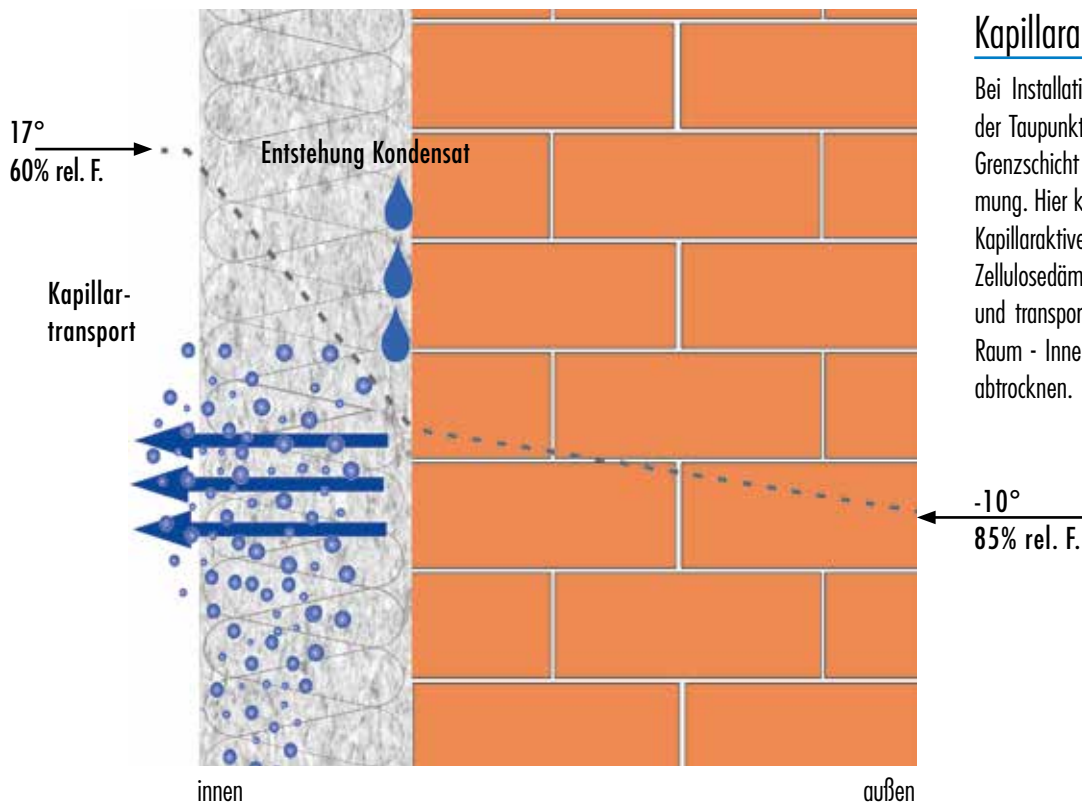 17°
60% rel. F.
Entstehung Kondensat
Kapillar-
transport
-10°
85% rel. F.
innen
außen
Bei Installati
der Taupunkt
Grenzschicht
mung. Hier k
Kapillaraktive
Zellulosedäm
und transpor
Raum - Inne
abtrocknen.